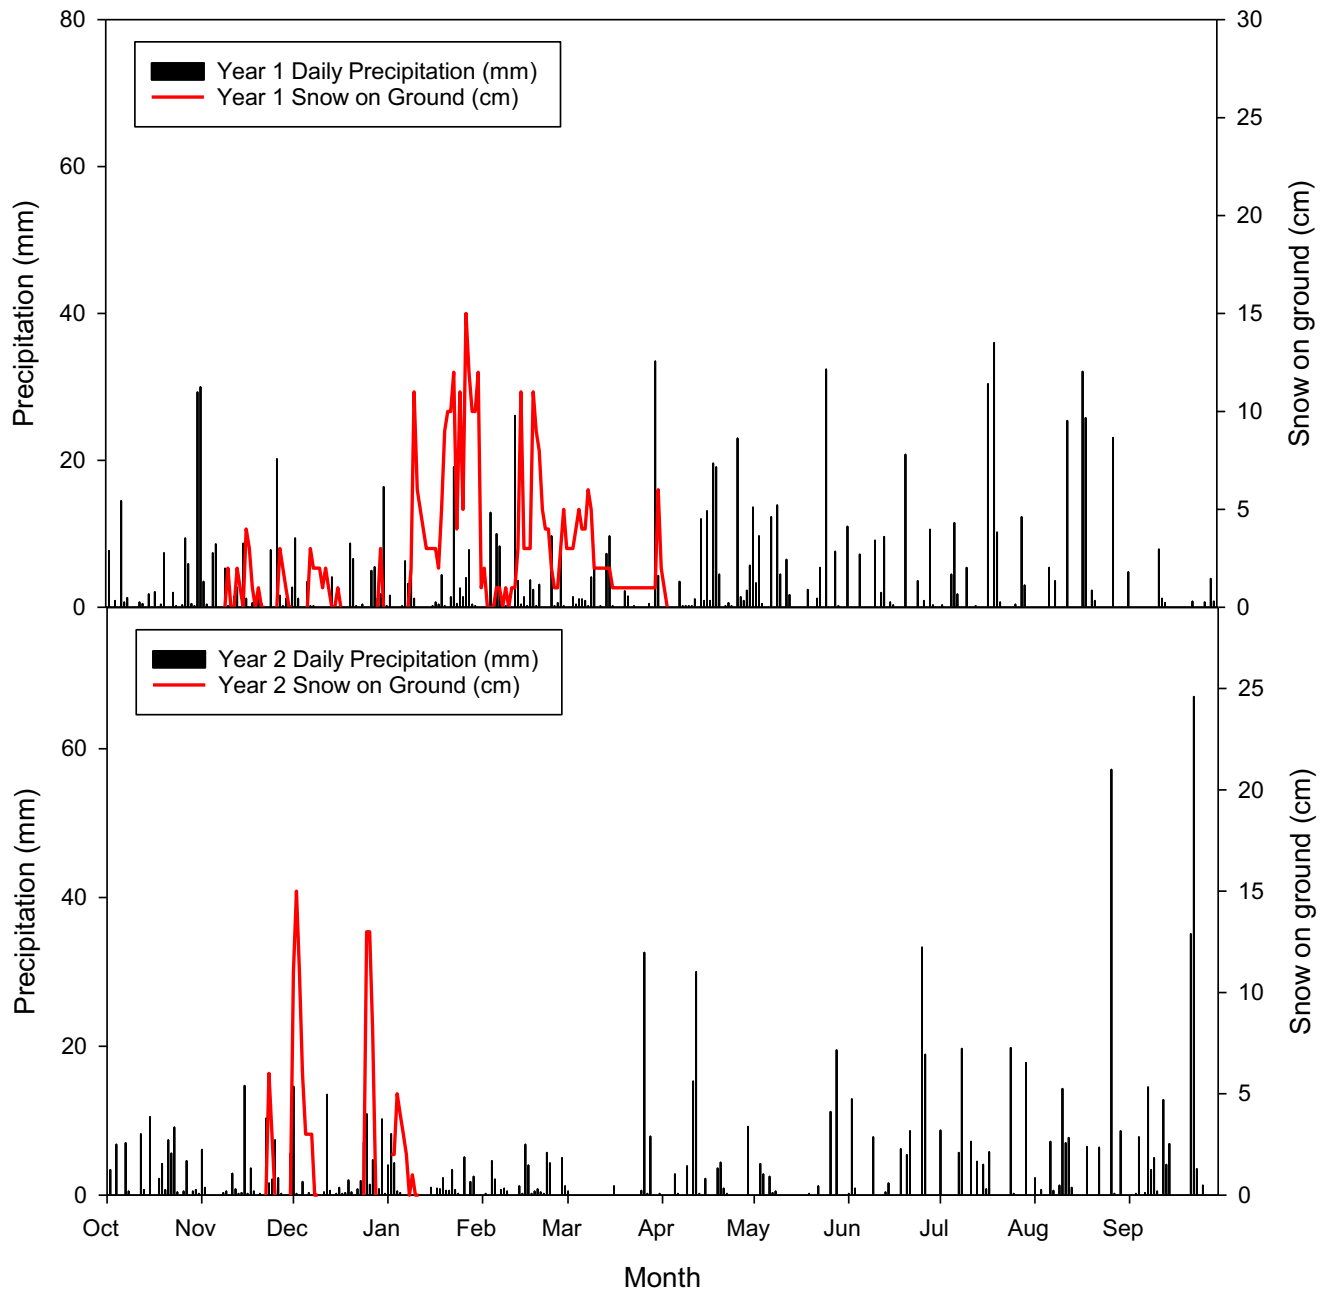 80
60
40
20
0
Precipitation (mm)
Year 1 Daily Precipitation (mm)
Year 1 Snow on Ground (cm)
30
25
20
15
10
5
0
Snow on ground (cm)
60
40
20
0
Precipitation (mm)
Year 2 Daily Precipitation (mm)
Year 2 Snow on Ground (cm)
25
20
15
10
5
0
Snow on ground (cm)
Oct Nov Dec Jan Feb Mar Apr May Jun Jul Aug Sep
Month